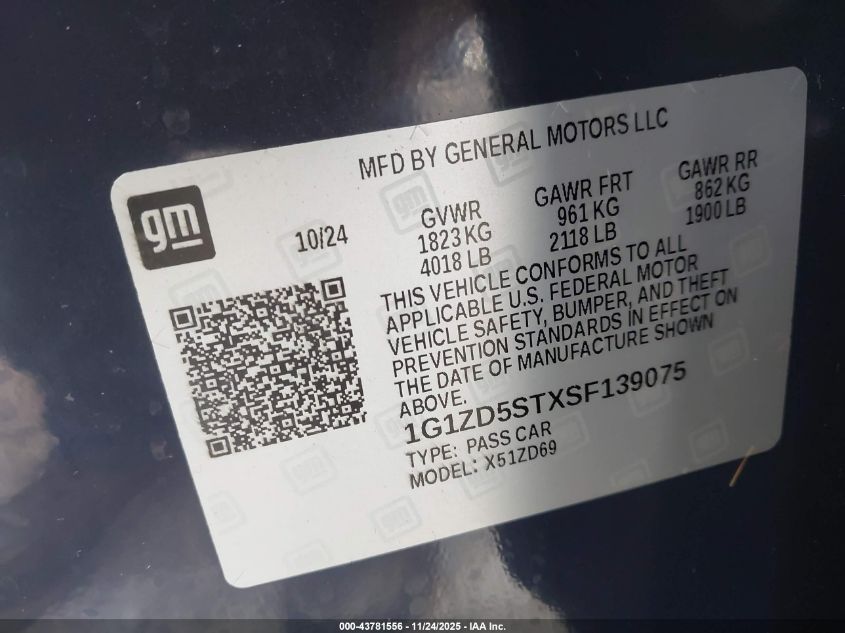 MFD BY GENERAL MOTORS LLC
gm
10/24
GVWR
1823 KG
4018 LB
GAWR FRT
961 KG
2118 LB
GAWR RR
862 KG
1900 LB
THIS VEHICLE CONFORMS TO ALL
APPLICABLE U.S. FEDERAL MOTOR
VEHICLE SAFETY, BUMPER, AND THEFT
PREVENTION STANDARDS IN EFFECT ON
THE DATE OF MANUFACTURE SHOWN
ABOVE.
1G1ZD5STXSF139075
TYPE: PASS CAR
MODEL: X51ZD69
000-43781556 - 11/24/2025 - IAA Inc.